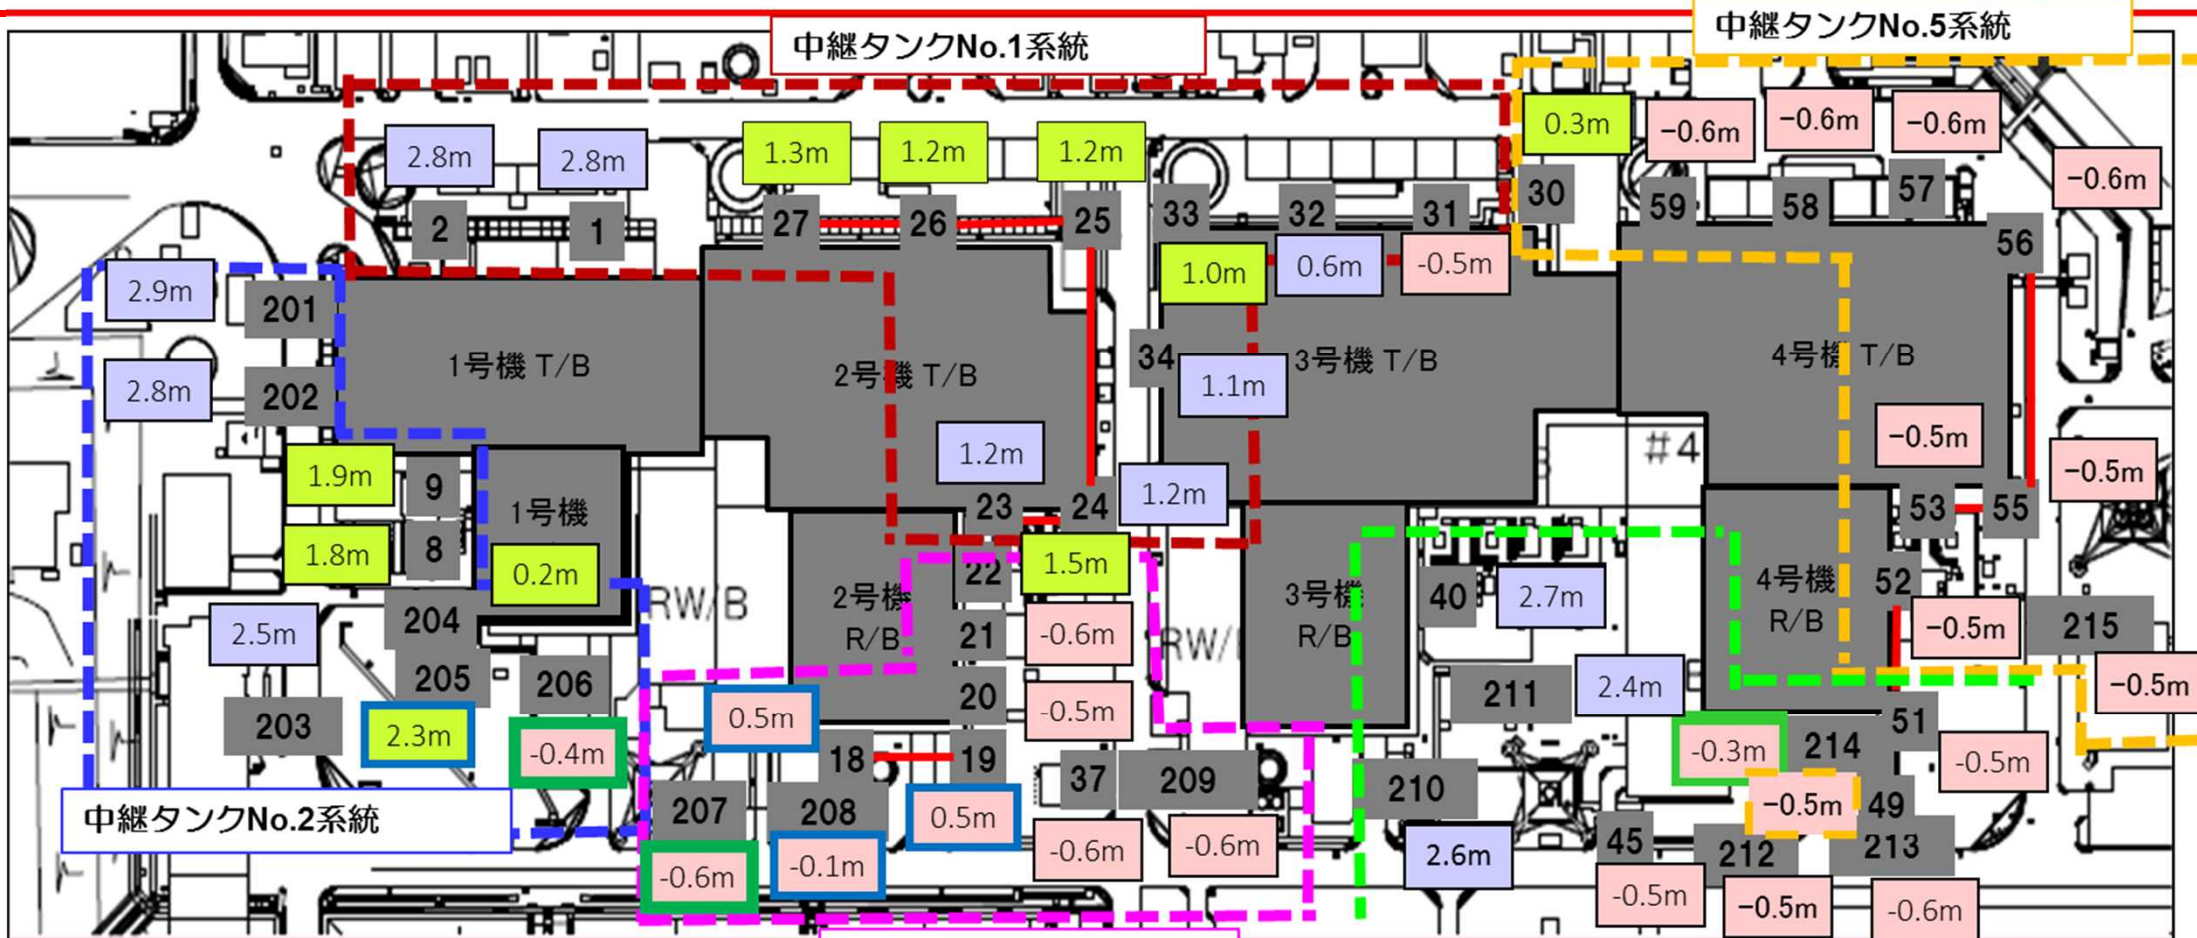 中継タンクNo.1系統
中継タンクNo.5系統
2.8m
2.8m
1.3m
1.2m
1.2m
0.3m
-0.6m
-0.6m
-0.6m
-0.6m
2
1
27
26
25
33
32
31
30
59
58
57
56
2.9m
201
1.0m
0.6m
-0.5m
1号機 T/B
2号機 T/B
34
3号機 T/B
4号機 T/B
2.8m
202
1.1m
1.2m
1.2m
#4
-0.5m
-0.5m
1.9m
9
1号機
23
24
53
55
1.8m
8
0.2m
22
1.5m
RW/B
2号機
R/B
3号機
R/B
40
2.7m
4号機
R/B
52
2.5m
204
21
-0.6m
RW/
-0.5m
215
205
206
20
-0.5m
211
2.4m
-0.5m
203
2.3m
-0.4m
0.5m
18
19
37
209
210
-0.3m
214
51
-0.5m
中継タンクNo.2系統
207
208
0.5m
-0.5m
49
-0.6m
-0.1m
-0.6m
-0.6m
2.6m
45
212
213
-0.5m
-0.5m
-0.6m